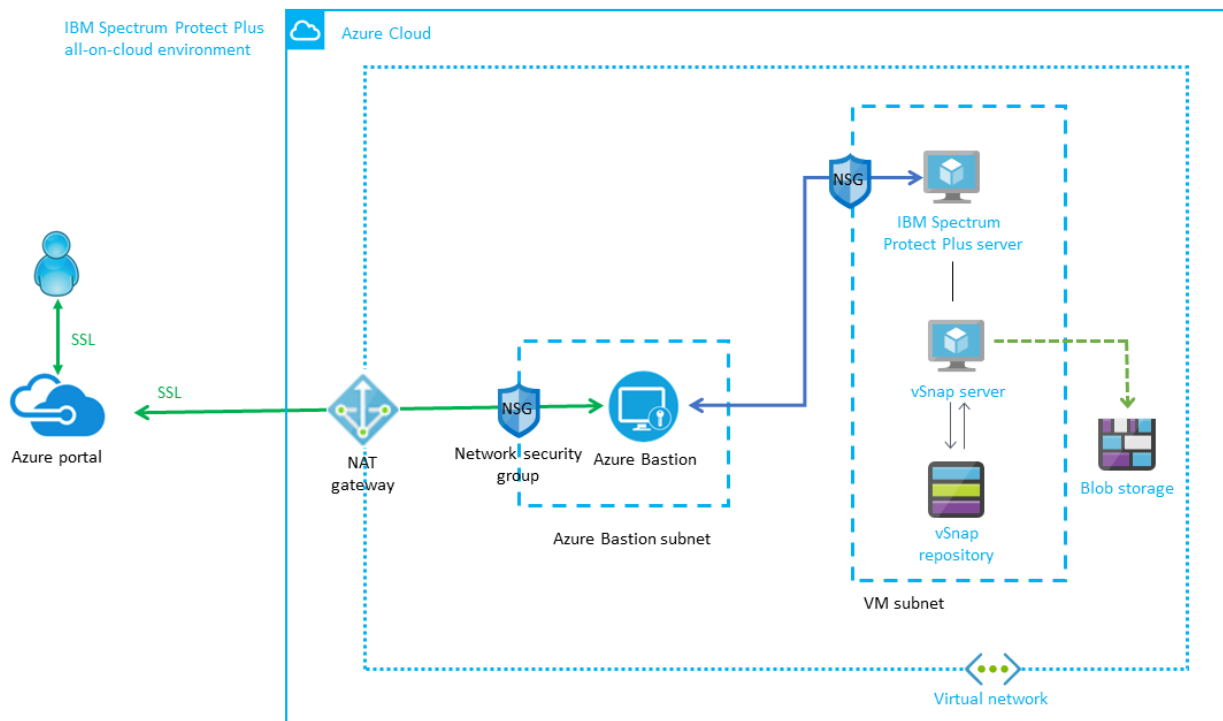 IBM Spectrum Protect Plus
all-on-cloud environment
Azure Cloud
NSG
IBM Spectrum
Protect Plus server
SSL
vSnap server
SSL
NSG
Azure portal
NAT
gateway
Network security
group
Azure Bastion
Blob storage
Azure Bastion subnet
vSnap
repository
VM subnet
Virtual network